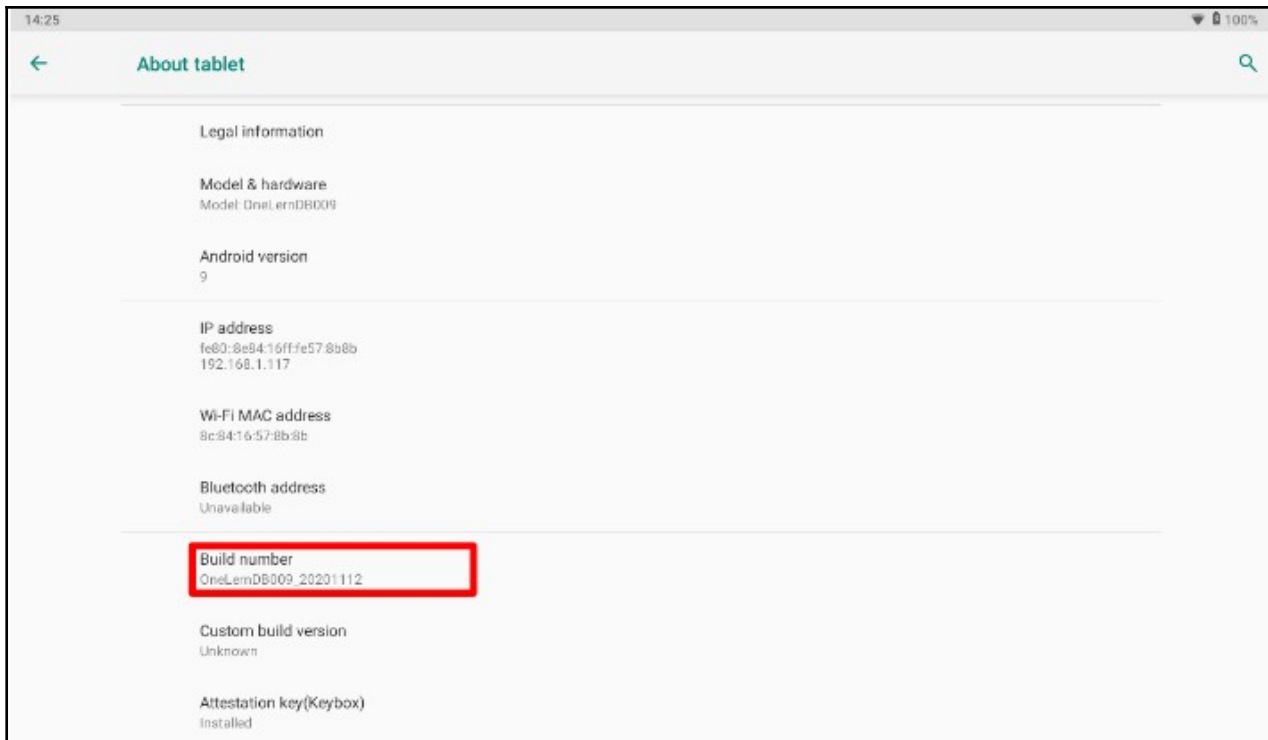 14:25
100%
About tablet
Legal information
Model & hardware
Model: OneLernDB009
Android version
9
IP address
fe80::8e84:16ff:fe57:8b8b
192.168.1.117
Wi-Fi MAC address
8c:84:16:57:8b:8b
Bluetooth address
Unavailable
Build number
OneLernDB009_20201112
Custom build version
Unknown
Attestation key(Keybox)
Installed